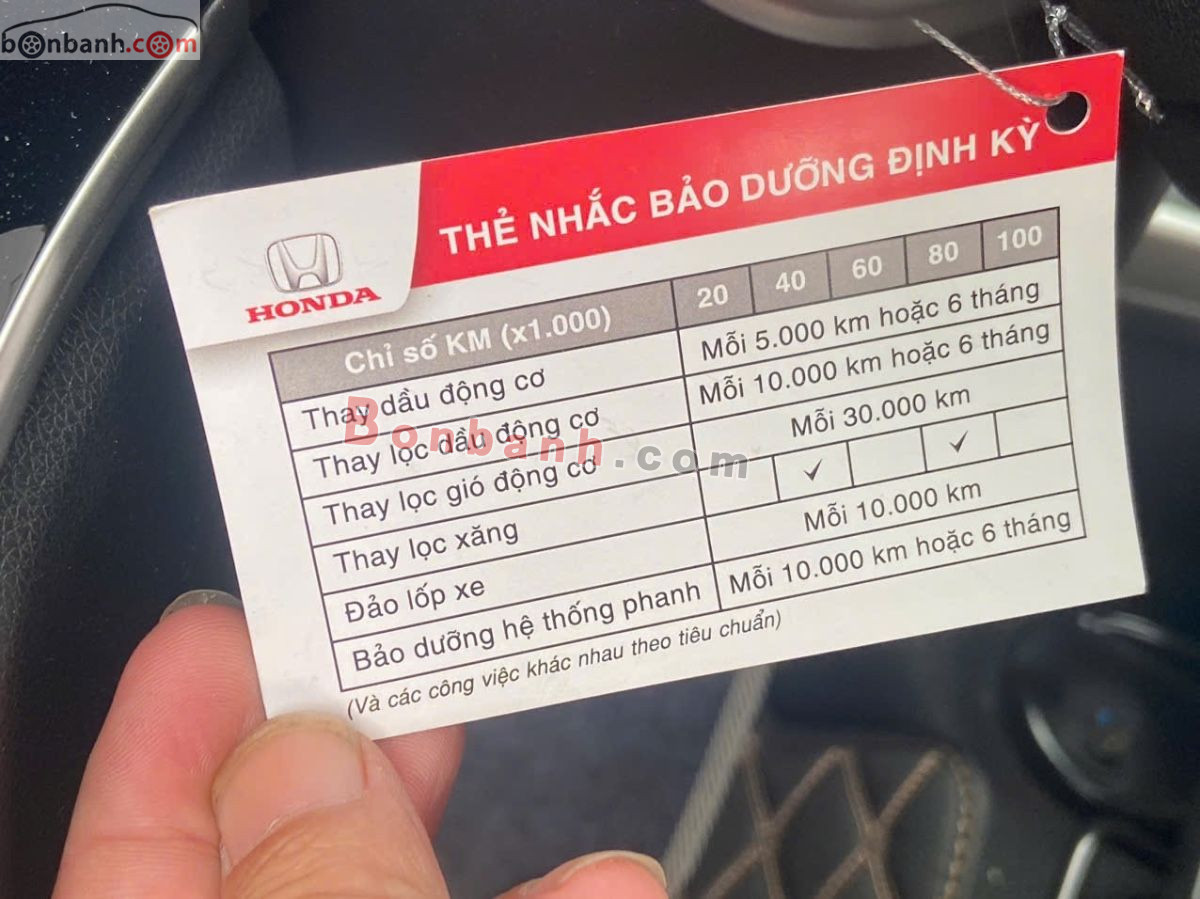 bonbanh.com
THẺ NHẮC BẢO DƯỠNG ĐỊNH KỲ
HONDA
Chỉ số KM (x1.000) 20 40 60 80 100
Thay dầu động cơ Mỗi 5.000 km hoặc 6 tháng
Thay lọc dầu động cơ Mỗi 10.000 km hoặc 6 tháng
Thay lọc gió động cơ Mỗi 30.000 km
Thay lọc xăng ✓ ✓
Đảo lốp xe Mỗi 10.000 km
Bảo dưỡng hệ thống phanh Mỗi 10.000 km hoặc 6 tháng
(Và các công việc khác nhau theo tiêu chuẩn)
Bonbanh.com